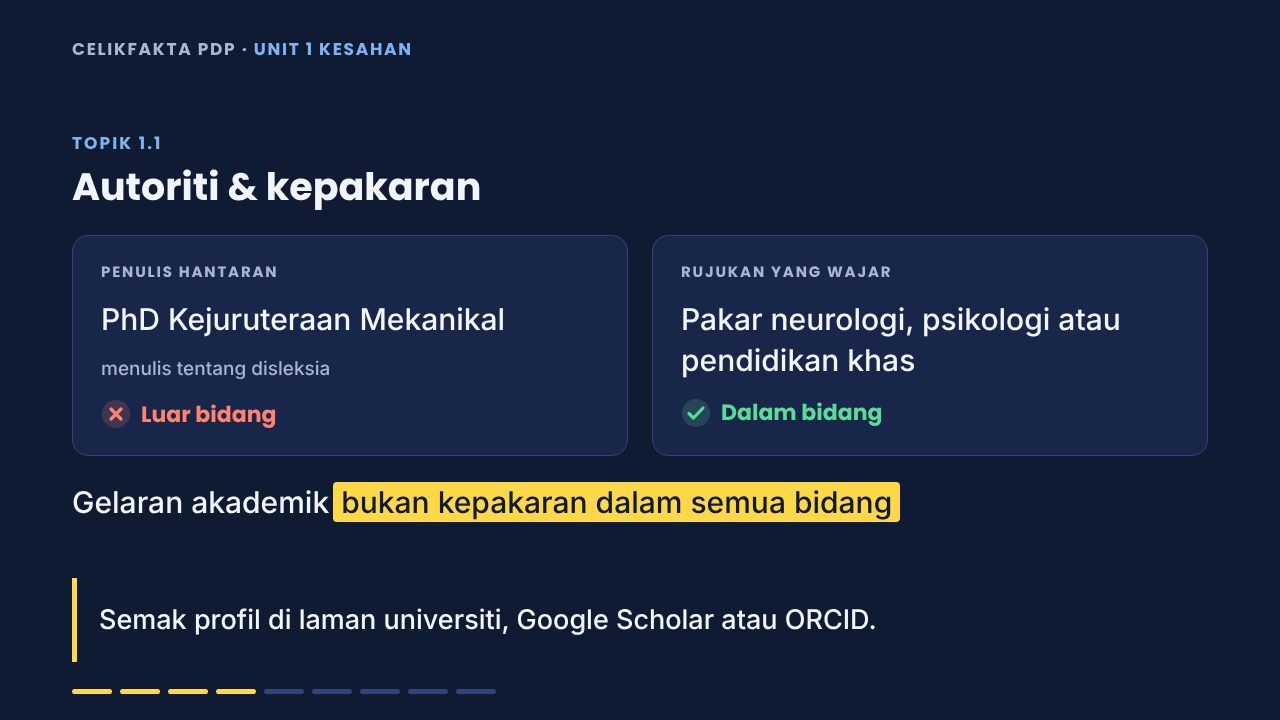 CELIKFAKTA PDP · UNIT 1 KESAHAN
TOPIK 1.1
Autoriti & kepakaran
PENULIS HANTARAN
PhD Kejuruteraan Mekanikal
menulis tentang disleksia
Luar bidang
RUJUKAN YANG WAJAR
Pakar neurologi, psikologi atau
pendidikan khas
Dalam bidang
Gelaran akademik bukan kepakaran dalam semua bidang
Semak profil di laman universiti, Google Scholar atau ORCID.